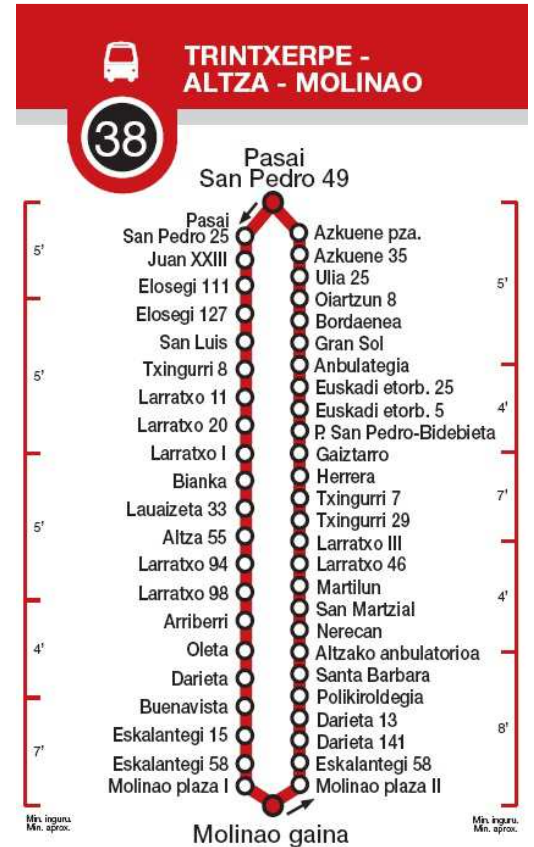 TRINTXERPE -
ALTZA - MOLINAO
38
Pasai
San Pedro 49
Pasai
San Pedro 25
Juan XXIII
Elosegi 111
Elosegi 127
San Luis
Txingurri 8
Larratxo 11
Larratxo 20
Larratxo I
Bianka
Lauaizeta 33
Altza 55
Larratxo 94
Larratxo 98
Arriberri
Oleta
Darieta
Buenavista
Eskalantegi 15
Eskalantegi 58
Molinao plaza I
5'
5'
5'
4'
7'
Min. inguru.
Min. aprox.
Azkuene pza.
Azkuene 35
Ulia 25
Oiartzun 8
Bordaenea
Gran Sol
Anbulategia
Euskadi etorb. 25
Euskadi etorb. 5
P. San Pedro-Bidebieta
Gaiztarro
Herrera
Txingurri 7
Txingurri 29
Larratxo III
Larratxo 46
Martilun
San Martzial
Nerecan
Altzako anbulatorioa
Santa Barbara
Polikiroldegia
Darieta 13
Darieta 141
Eskalantegi 58
Molinao plaza II
5'
4'
7'
4'
8'
Min. inguru.
Min. aprox.
Molinao gaina